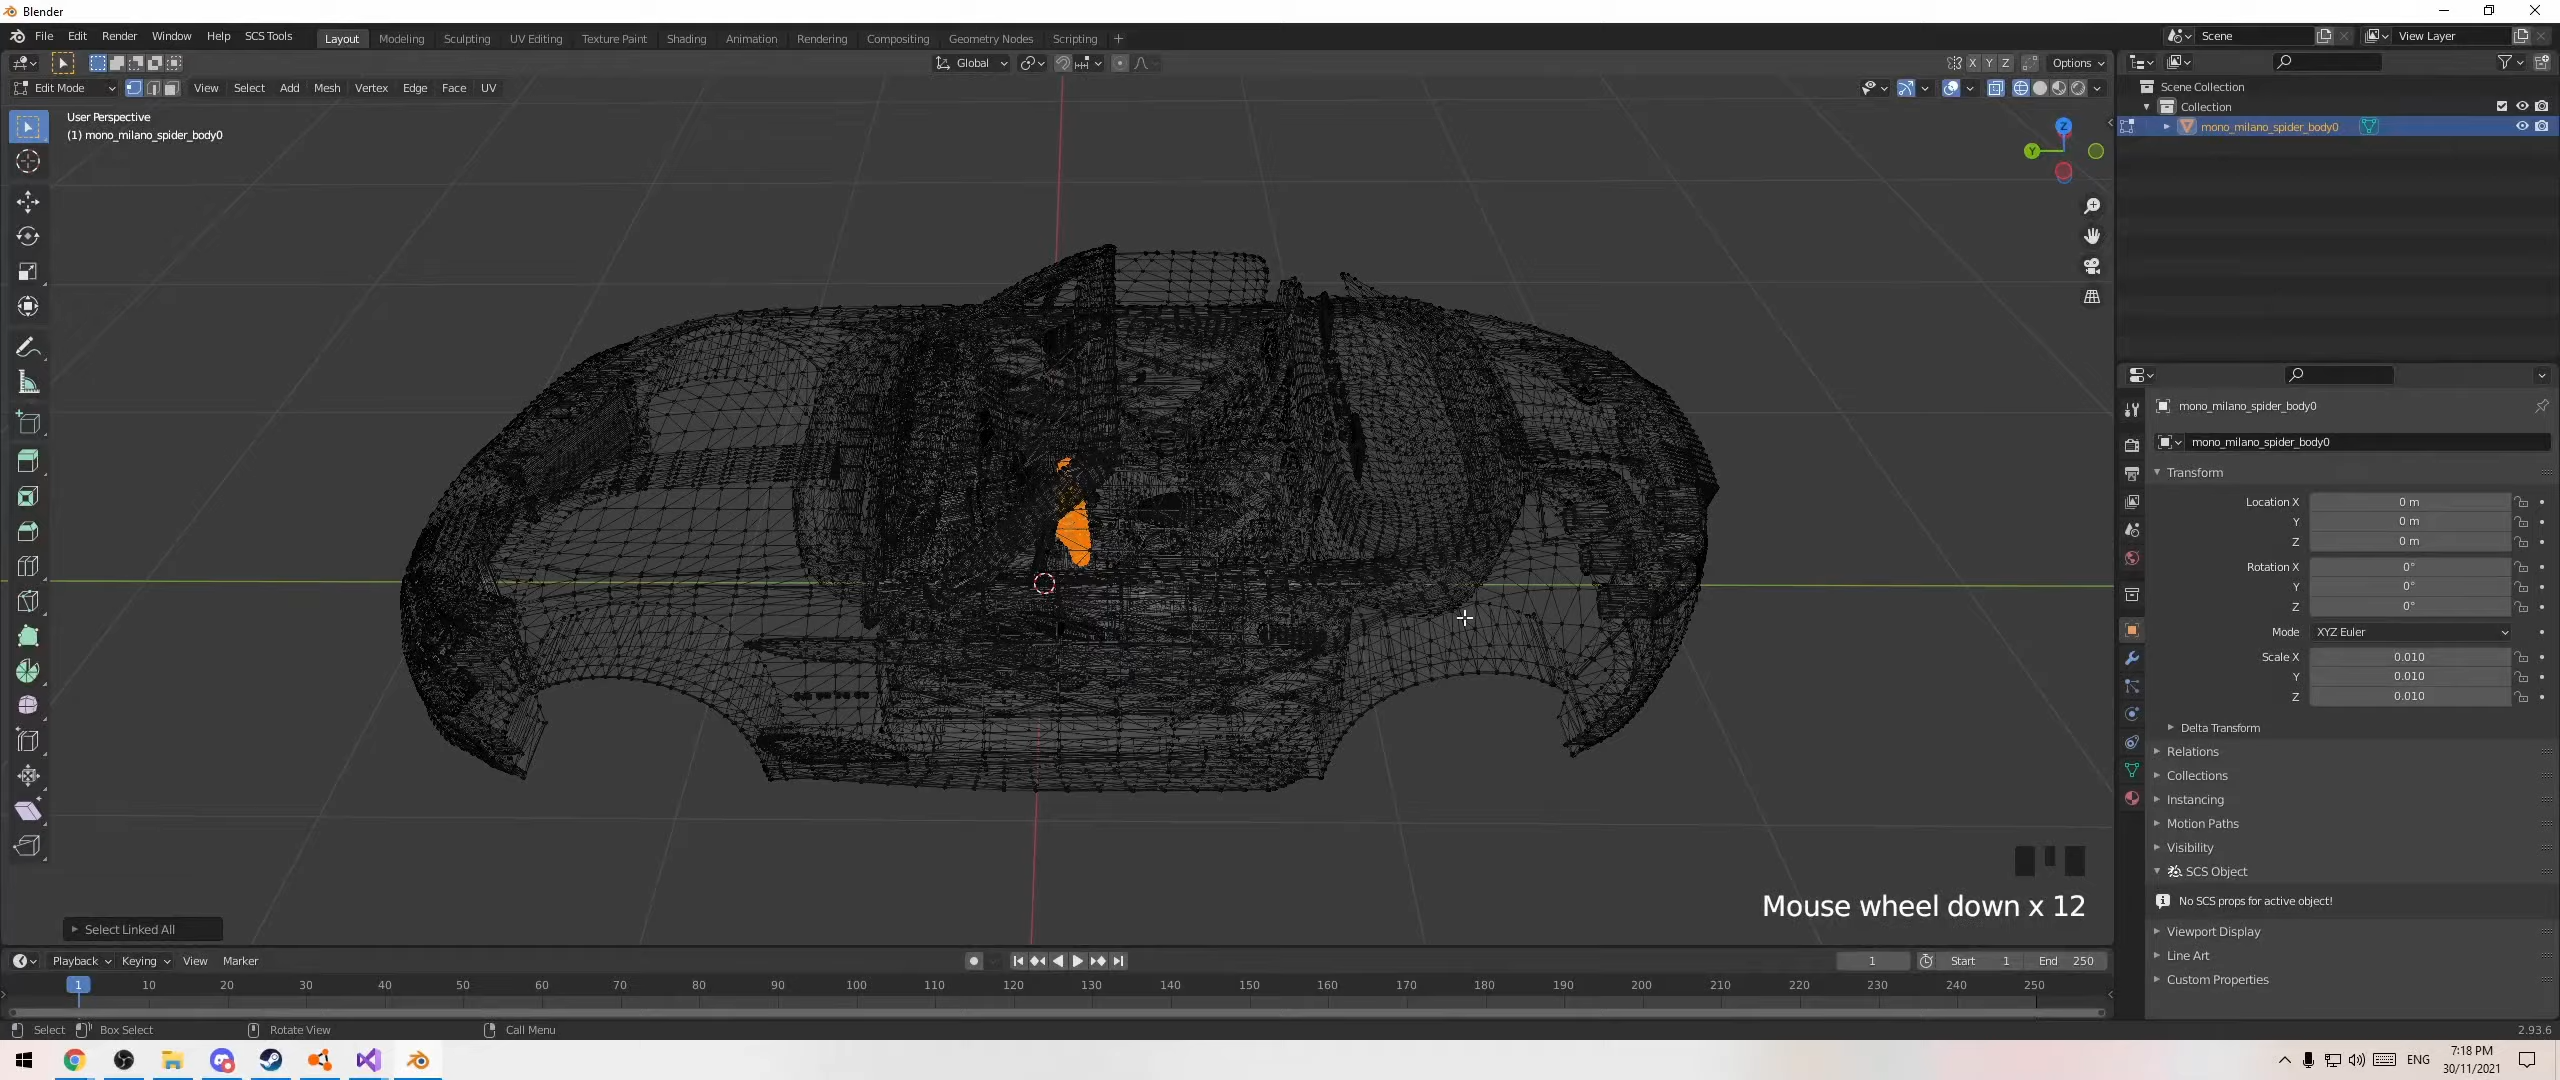 Blender
File Edit Render Window Help SCS Tools Layout Modeling Sculpting UV Editing Texture Paint Shading Animation Rendering Compositing Geometry Nodes Scripting + Scene View Layer
Global X Y Z Options
Edit Mode View Select Add Mesh Vertex Edge Face UV
Scene Collection
Collection
mono_milano_spider_body0
User Perspective
(1) mono_milano_spider_body0
Z
Y
mono_milano_spider_body0
mono_milano_spider_body0
Transform
Location X 0 m
Y 0 m
Z 0 m
Rotation X 0°
Y 0°
Z 0°
Mode XYZ Euler
Scale X 0.010
Y 0.010
Z 0.010
Delta Transform
Relations
Collections
Instancing
Motion Paths
Visibility
SCS Object
No SCS props for active object!
Viewport Display
Line Art
Custom Properties
Mouse wheel down x 12
Select Linked All
Playback Keying View Marker 1 Start 1 End 250
1 10 20 30 40 50 60 70 80 90 100 110 120 130 140 150 160 170 180 190 200 210 220 230 240 250
Select Box Select Rotate View Call Menu 2.93.6
ENG 7:18 PM
30/11/2021